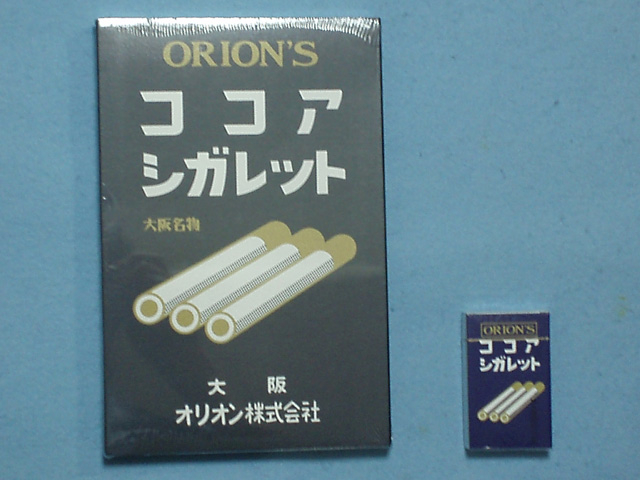 ORION'S
ココア
シガレット
大阪名物
大阪
オリオン株式会社
ORION'S
ココア
シガレット